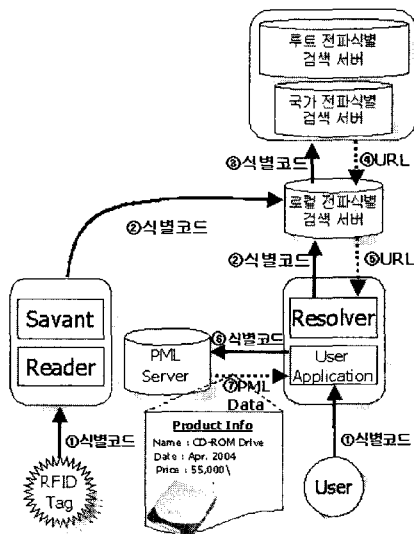 루트 전파식별
검색 서버
국가 전파식별
검색 서버
③식별코드
④URL
로컬 전파식별
검색 서버
②식별코드
②식별코드
⑤URL
Savant
Reader
Resolver
User
Application
PML
Server
⑥식별코드
⑦PML
Data
①식별코드
①식별코드
Product Info
Name : CD-ROM Drive
Date : Apr. 2004
Price : 55,000\
RFID
Tag
User